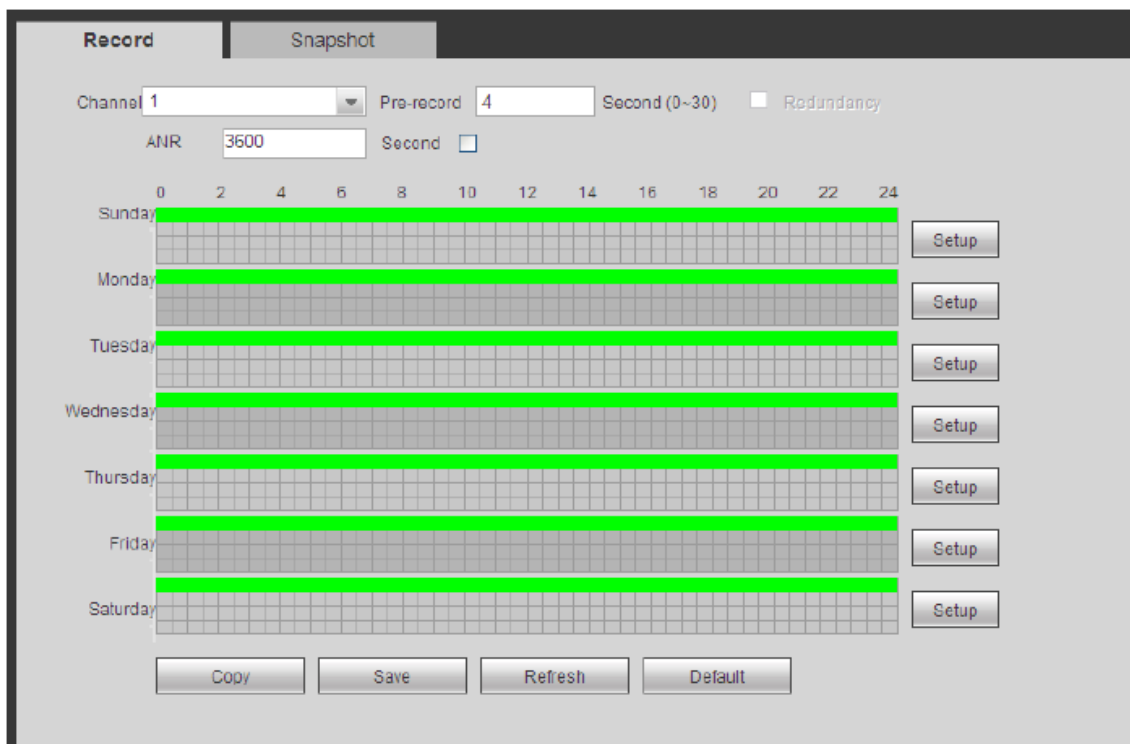 Record Snapshot
Channel 1 Pre-record 4 Second (0~30) Redundancy
ANR 3600 Second
0 2 4 6 8 10 12 14 16 18 20 22 24
Sunday
Setup
Monday
Setup
Tuesday
Setup
Wednesday
Setup
Thursday
Setup
Friday
Setup
Saturday
Setup
Copy Save Refresh Default